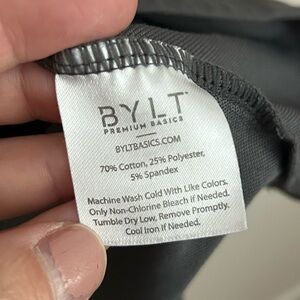 BYLT
PREMIUM BASICS
BYLTBASICS.COM
70% Cotton, 25% Polyester,
5% Spandex
Machine Wash Cold With Like Colors.
Only Non-Chlorine Bleach if Needed.
Tumble Dry Low, Remove Promptly.
Cool Iron If Needed.